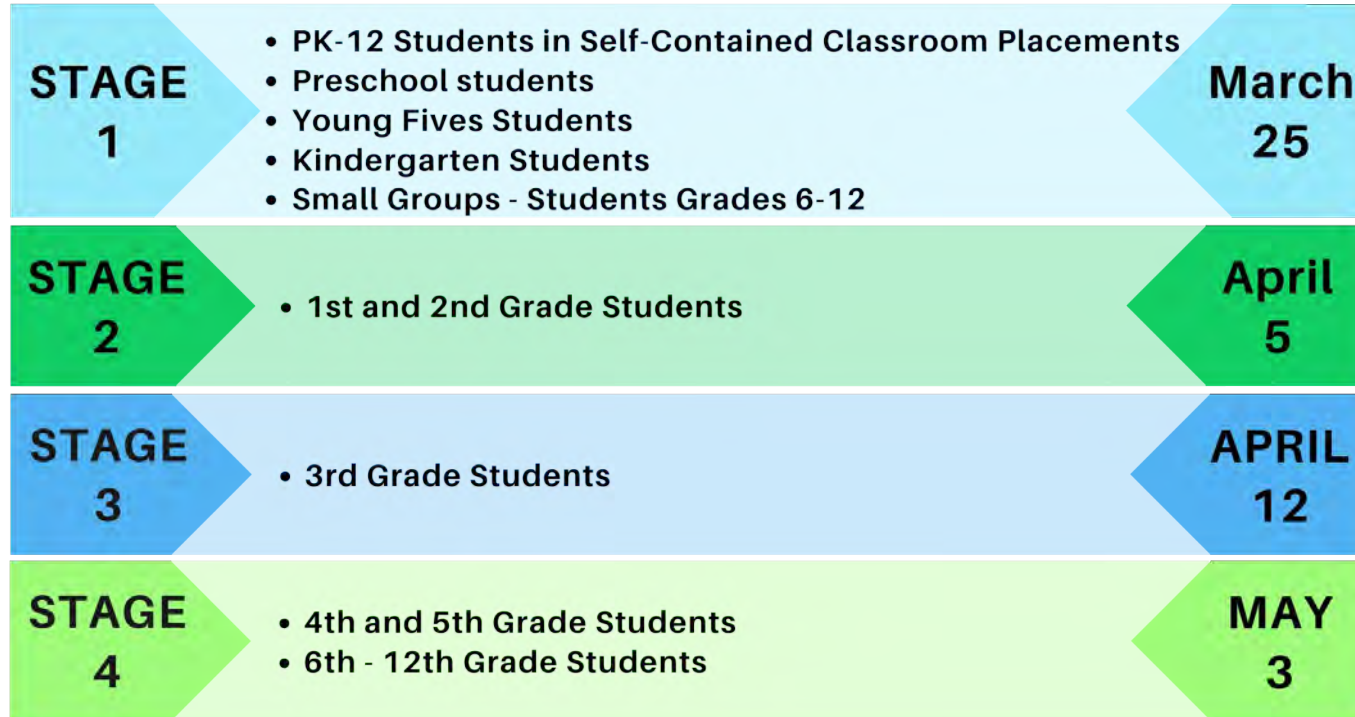 STAGE
1
• PK-12 Students in Self-Contained Classroom Placements
• Preschool students
• Young Fives Students
• Kindergarten Students
• Small Groups - Students Grades 6-12
March
25
STAGE
2
• 1st and 2nd Grade Students
April
5
STAGE
3
• 3rd Grade Students
APRIL
12
STAGE
4
• 4th and 5th Grade Students
• 6th - 12th Grade Students
MAY
3